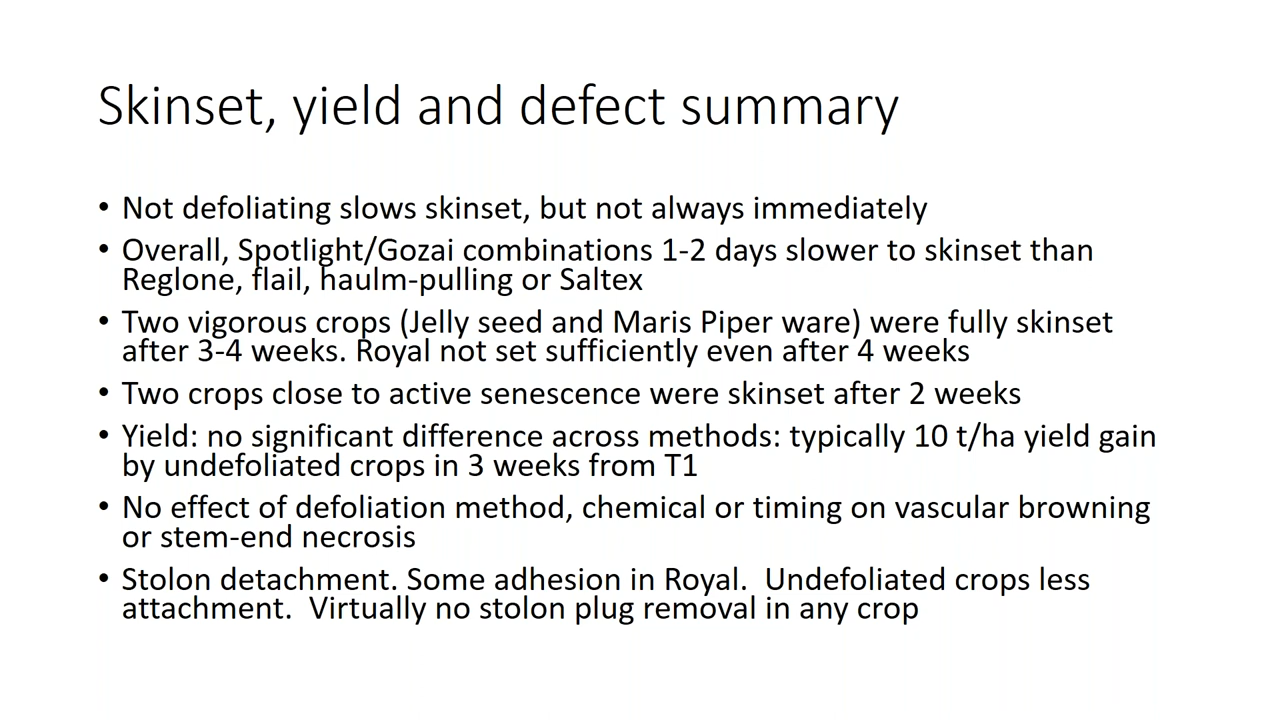 Skinset, yield and defect summary
• Not defoliating slows skinset, but not always immediately
• Overall, Spotlight/Gozai combinations 1-2 days slower to skinset than
Reglone, flail, haulm-pulling or Saltex
• Two vigorous crops (Jelly seed and Maris Piper ware) were fully skinset
after 3-4 weeks. Royal not set sufficiently even after 4 weeks
• Two crops close to active senescence were skinset after 2 weeks
• Yield: no significant difference across methods: typically 10 t/ha yield gain
by undefoliated crops in 3 weeks from T1
• No effect of defoliation method, chemical or timing on vascular browning
or stem-end necrosis
• Stolon detachment. Some adhesion in Royal.  Undefoliated crops less
attachment.  Virtually no stolon plug removal in any crop